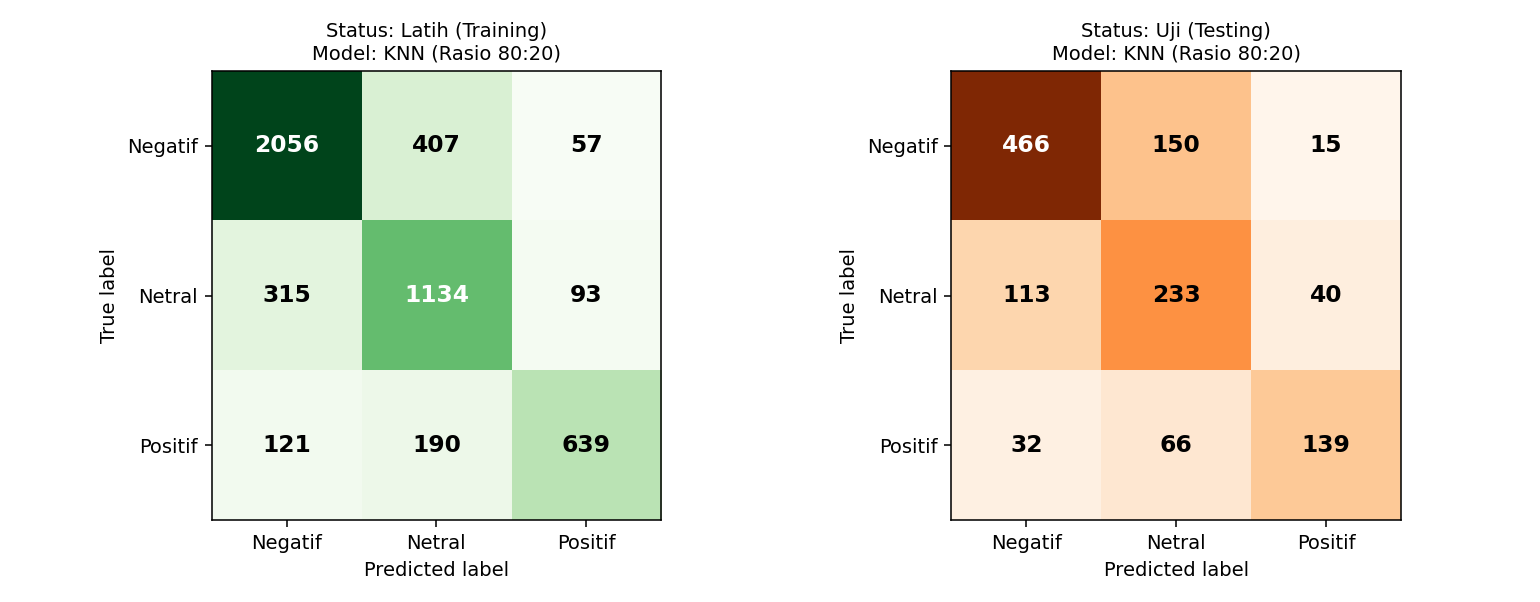 Status: Latih (Training)
Model: KNN (Rasio 80:20)
True label
Negatif
2056 407 57
Netral
315 1134 93
Positif
121 190 639
Negatif Netral Positif
Predicted label
Status: Uji (Testing)
Model: KNN (Rasio 80:20)
True label
Negatif
466 150 15
Netral
113 233 40
Positif
32 66 139
Negatif Netral Positif
Predicted label